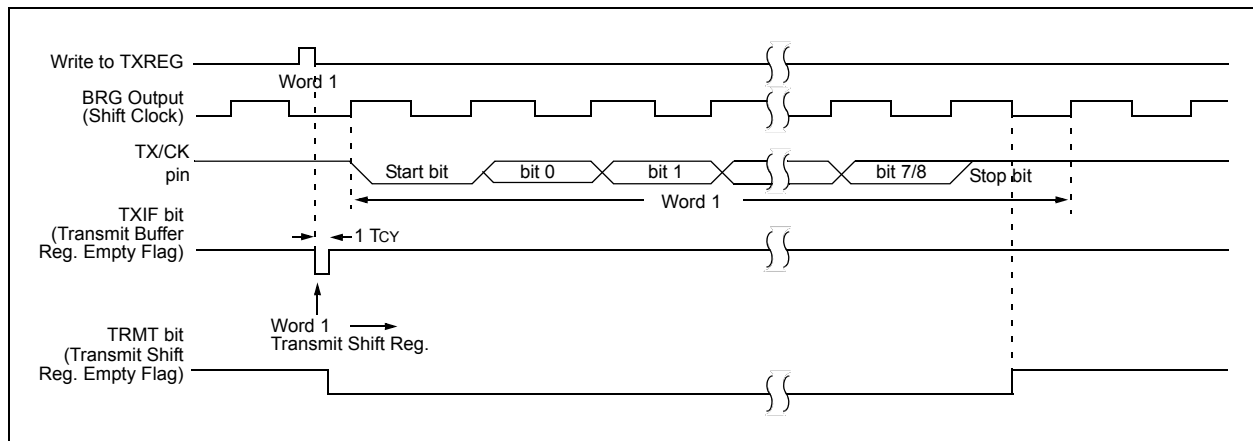 Write to TXREG
Word 1
BRG Output
(Shift Clock)
TX/CK
pin
Start bit
bit 0
bit 1
bit 7/8
Stop bit
Word 1
TXIF bit
(Transmit Buffer
Reg. Empty Flag)
1 TCY
Word 1
Transmit Shift Reg.
TRMT bit
(Transmit Shift
Reg. Empty Flag)